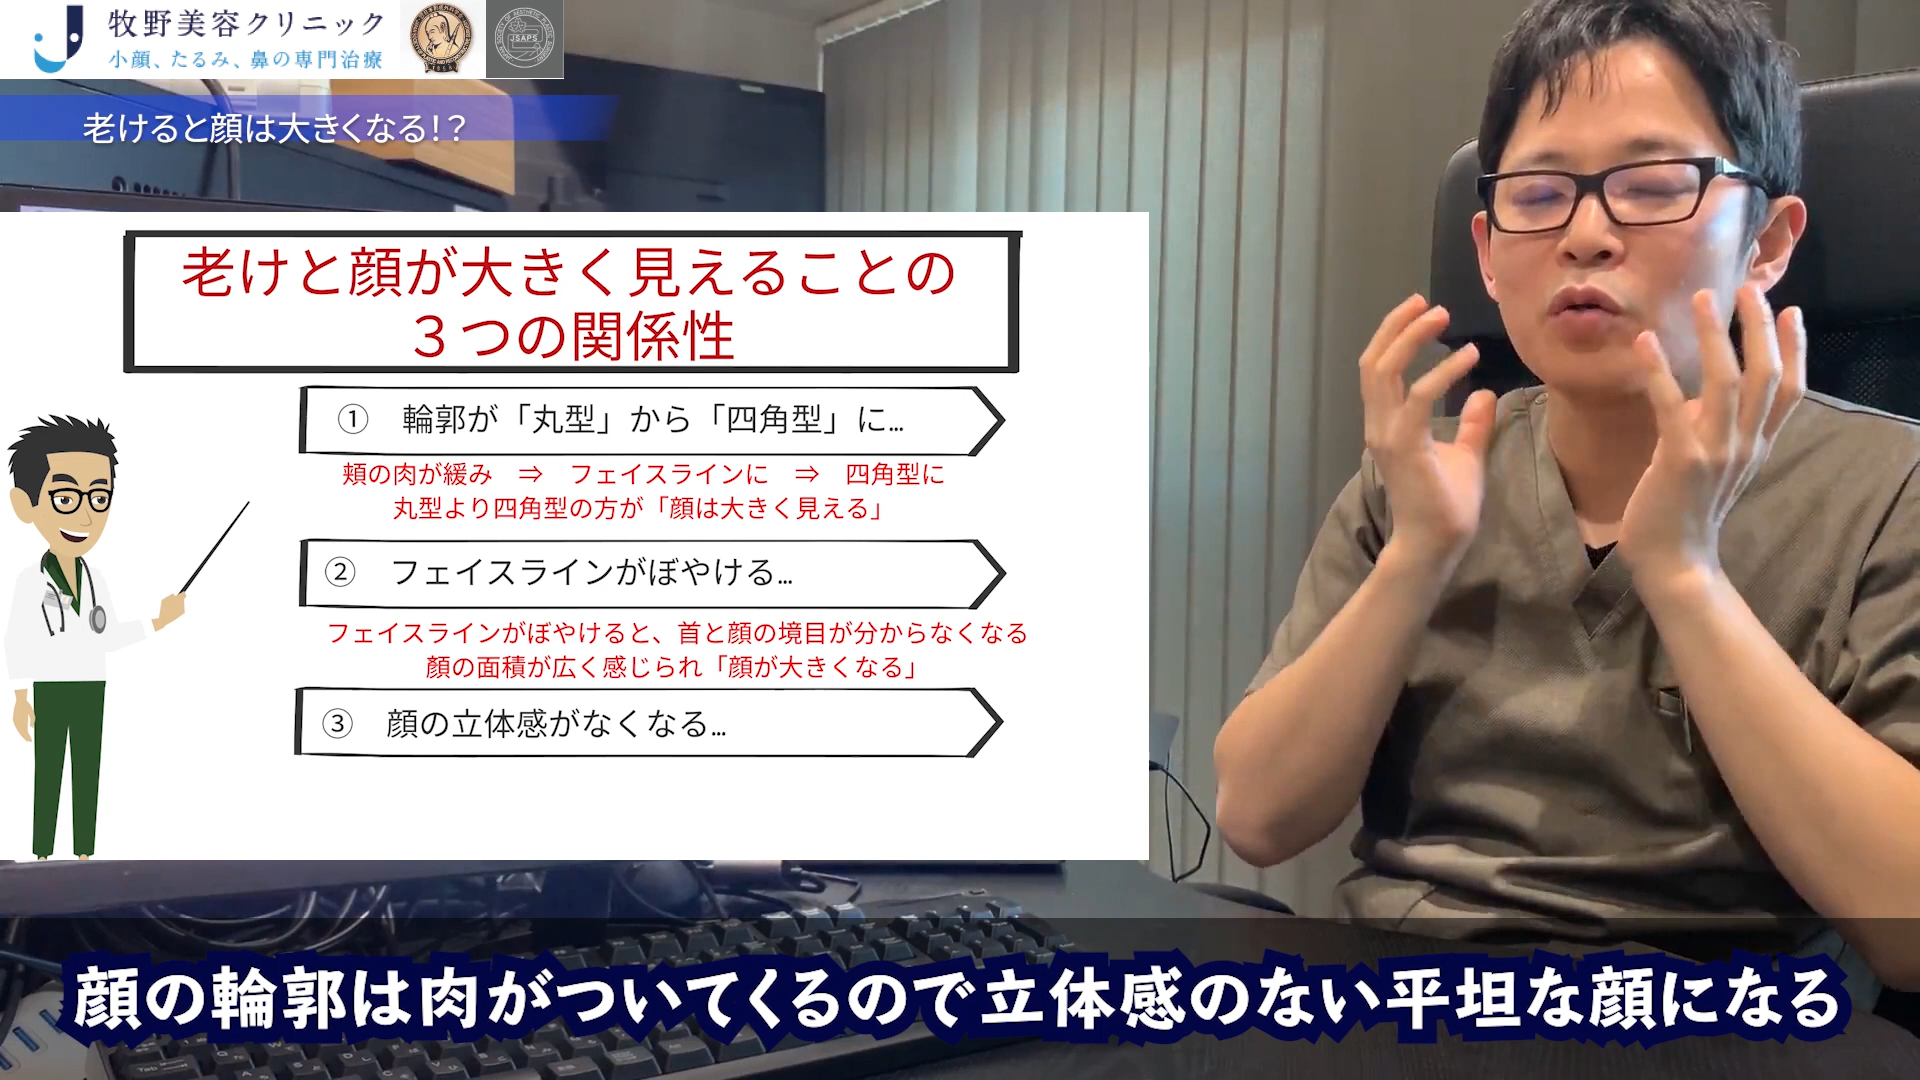 牧野美容クリニック
小顔、たるみ、鼻の専門治療
JSAPS
老けると顔は大きくなる！？
老けと顔が大きく見えることの
３つの関係性
① 輪郭が「丸型」から「四角型」に…
頬の肉が緩み ⇒ フェイスラインに ⇒ 四角型に
丸型より四角型の方が「顔は大きく見える」
② フェイスラインがぼやける…
フェイスラインがぼやけると、首と顔の境目が分からなくなる
顔の面積が広く感じられ「顔が大きくなる」
③ 顔の立体感がなくなる…
顔の輪郭は肉がついてくるので立体感のない平坦な顔になる